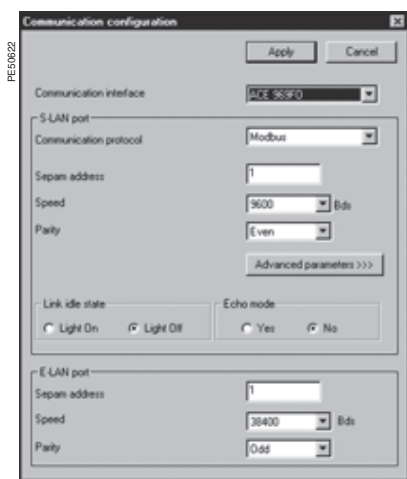 Communication configuration
PE50622
Apply Cancel
Communication interface ACE 969FO
S-LAN port
Communication protocol Modbus
Sepam address 1
Speed 9600 Bds
Parity Even
Advanced parameters >>>
Link idle state Echo mode
Light On Light Off Yes No
E-LAN port
Sepam address 1
Speed 38400 Bds
Parity Odd